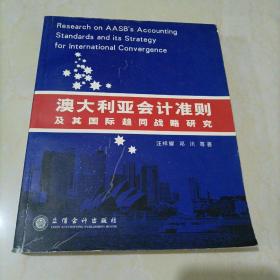 Research on AASB's Accounting
Standards and its Strategy
for International Convergence
澳大利亚会计准则
及其国际趋同战略研究
汪祥耀 邓川 等著
立信会计出版社